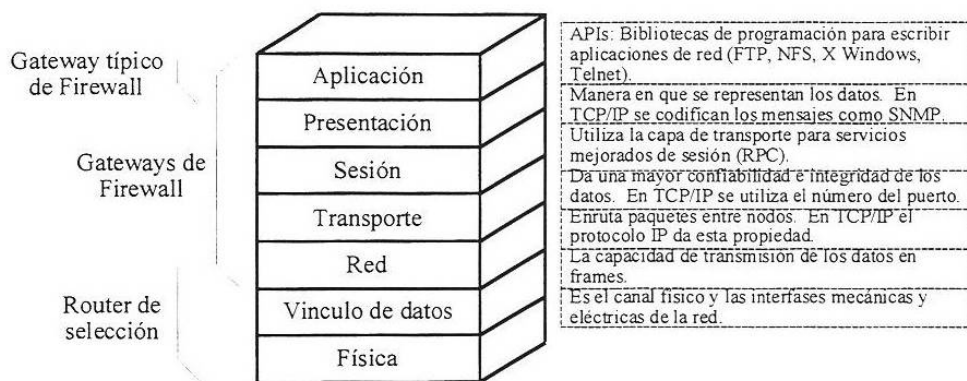 Gateway típico
de Firewall
Gateways de
Firewall
Router de
selección
Aplicación
Presentación
Sesión
Transporte
Red
Vinculo de datos
Física
APIs: Bibliotecas de programación para escribir
aplicaciones de red (FTP, NFS, X Windows,
Telnet).
Manera en que se representan los datos. En
TCP/IP se codifican los mensajes como SNMP.
Utiliza la capa de transporte para servicios
mejorados de sesión (RPC).
Da una mayor confiabilidad e integridad de los
datos. En TCP/IP se utiliza el número del puerto.
Enruta paquetes entre nodos. En TCP/IP el
protocolo IP da esta propiedad.
La capacidad de transmisión de los datos en
frames.
Es el canal físico y las interfases mecánicas y
eléctricas de la red.